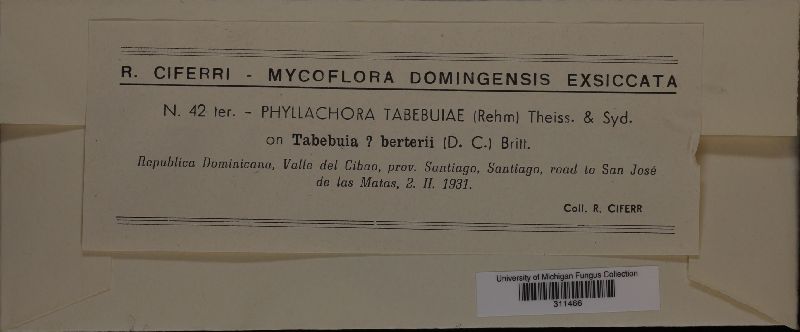 R. CIFERRI - MYCOFLORA DOMINGENSIS EXSICCATA
N. 42 ter. - PHYLLACHORA TABEBUIAE (Rehm) Theiss. & Syd.
on Tabebuia ? berterii (D. C.) Britt.
Republica Dominicana, Valle del Cibao, prov. Santiago, Santiago, road to San José
de las Matas, 2. II. 1931.
Coll. R. CIFERR
University of Michigan Fungus Collection
311466